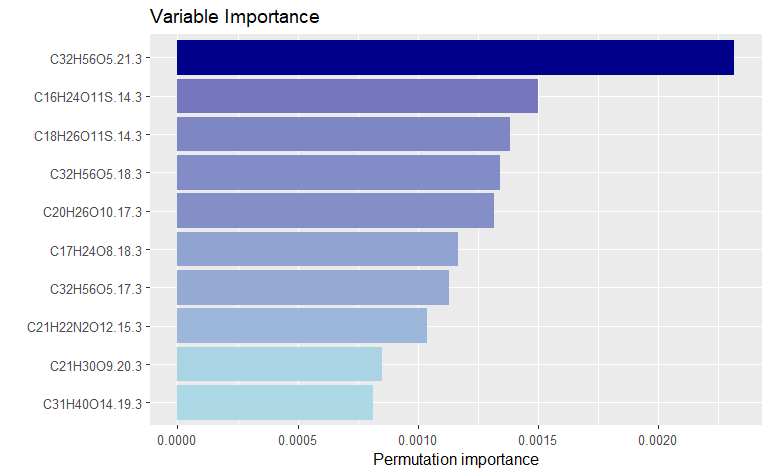 Variable Importance
C32H56O5.21.3
C16H24O11S.14.3
C18H26O11S.14.3
C32H56O5.18.3
C20H26O10.17.3
C17H24O8.18.3
C32H56O5.17.3
C21H22N2O12.15.3
C21H30O9.20.3
C31H40O14.19.3
0.0000 0.0005 0.0010 0.0015 0.0020
Permutation importance